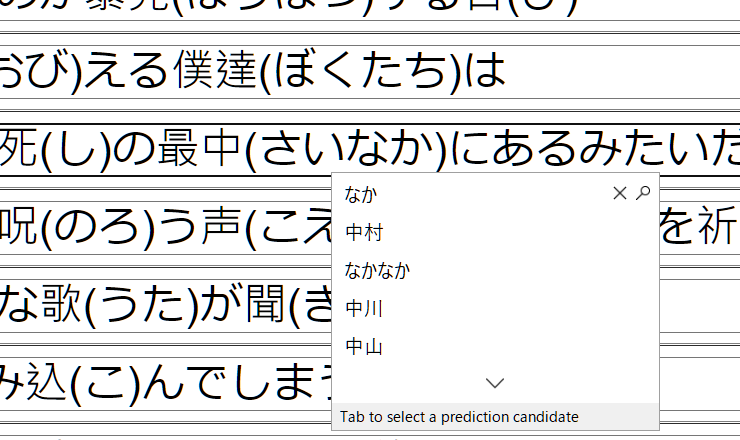 おび)える僕達(ぼくたち)は
死(し)の最中(さいなか)にあるみたいだ
呪(のろ)う声(こえ
を祈
な歌(うた)が聞(き
み込(こ)んでしまう
なか
中村
なかなか
中川
中山
Tab to select a prediction candidate